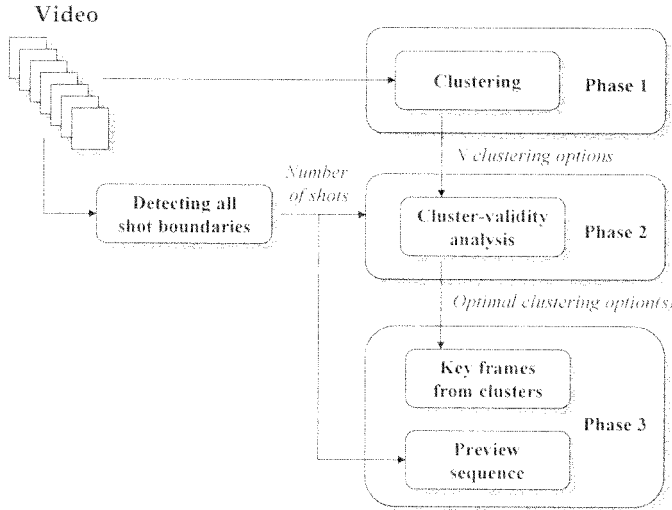 Video
Clustering
Phase 1
N clustering options
Number
of shots
Detecting all
shot boundaries
Cluster-validity
analysis
Phase 2
Optimal clustering option(s)
Key frames
from clusters
Phase 3
Preview
sequence